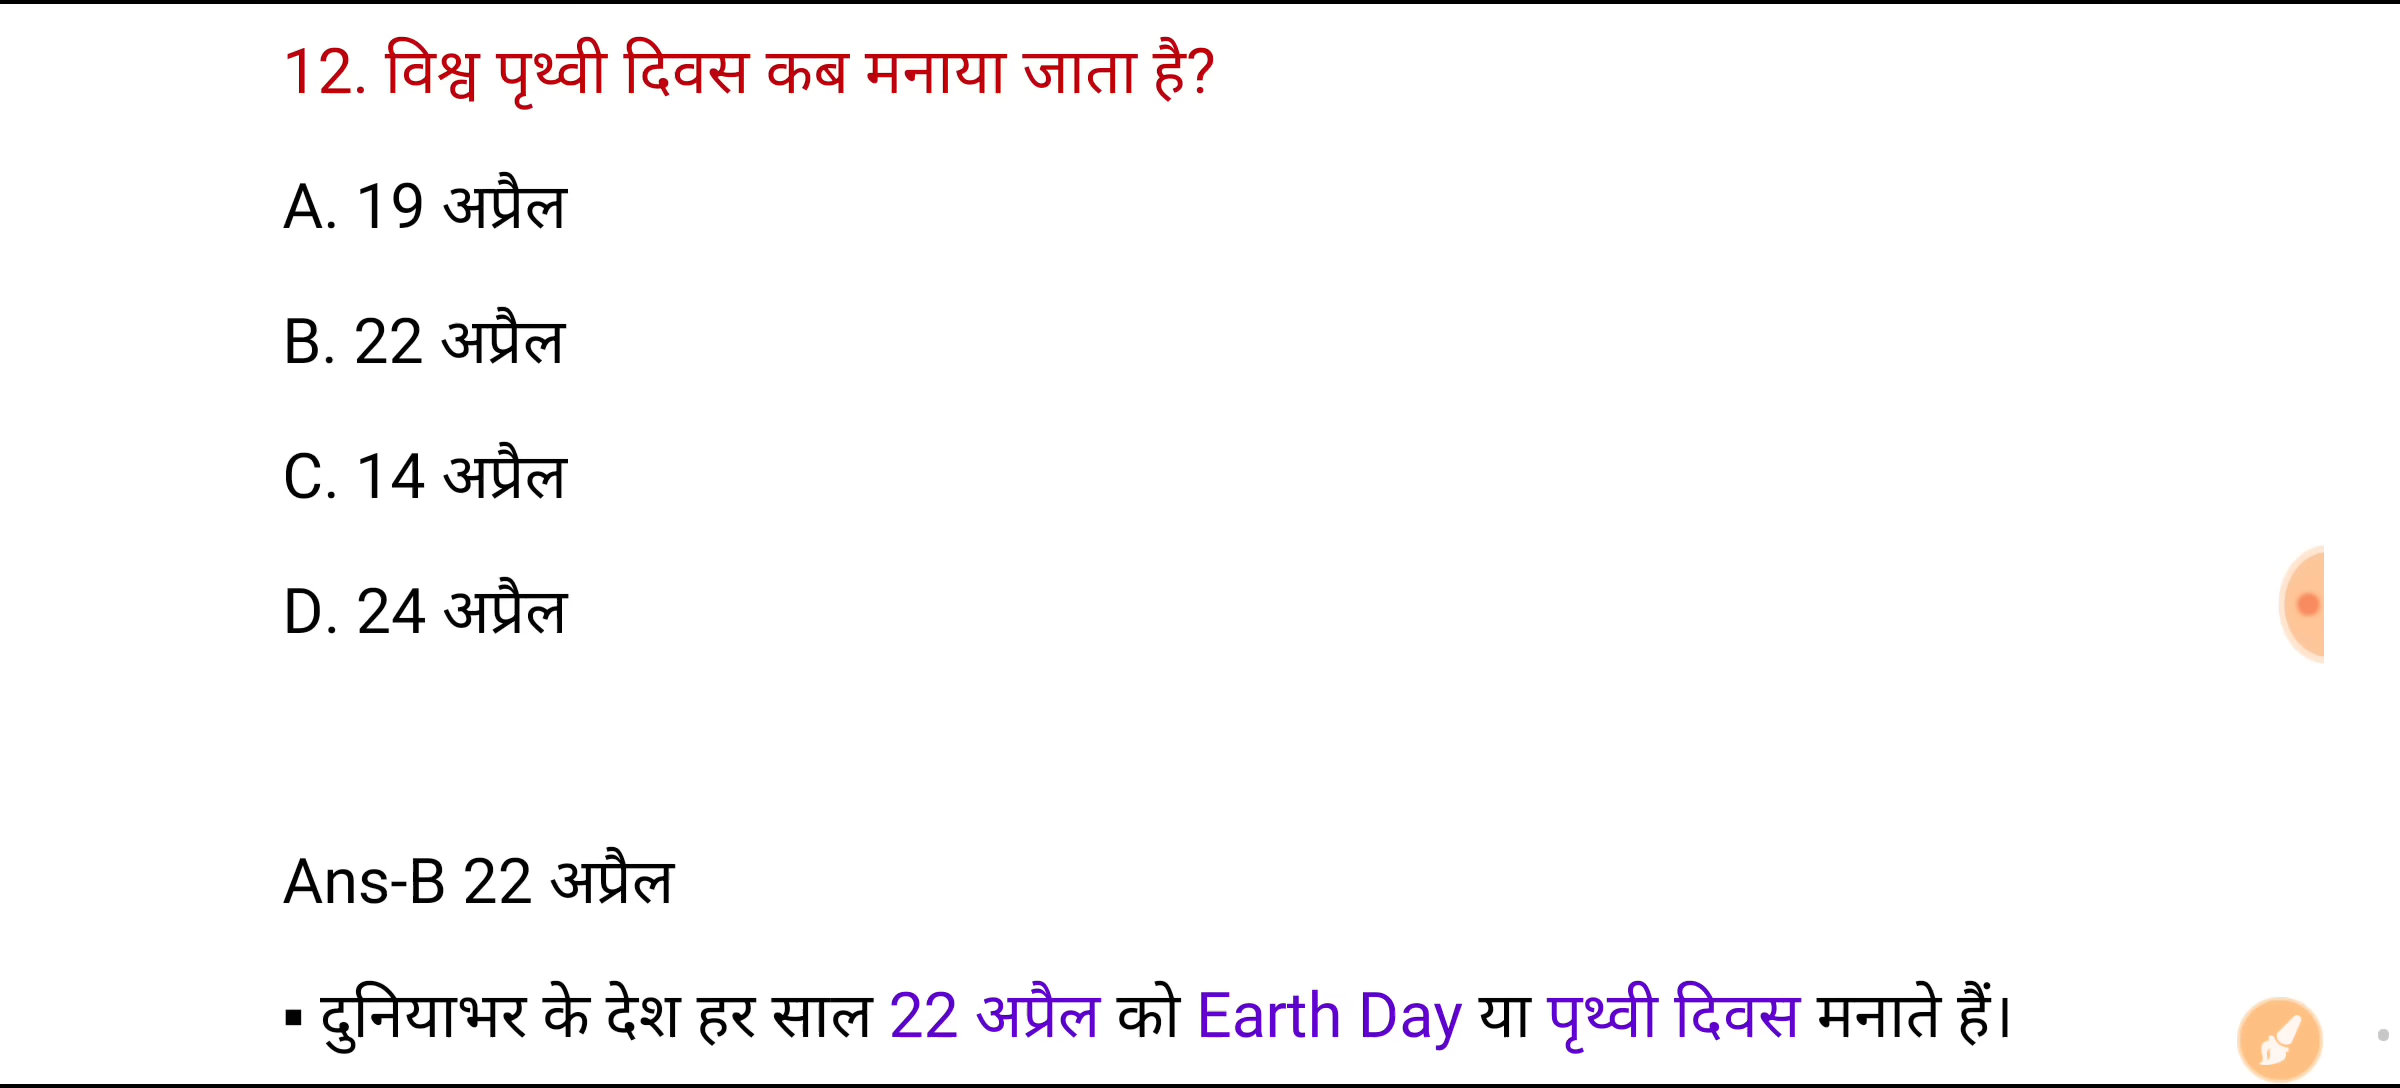 12. विश्व पृथ्वी दिवस कब मनाया जाता है?
A. 19 अप्रैल
B. 22 अप्रैल
C. 14 अप्रैल
D. 24 अप्रैल
Ans-B 22 अप्रैल
▪ दुनियाभर के देश हर साल 22 अप्रैल को Earth Day या पृथ्वी दिवस मनाते हैं।